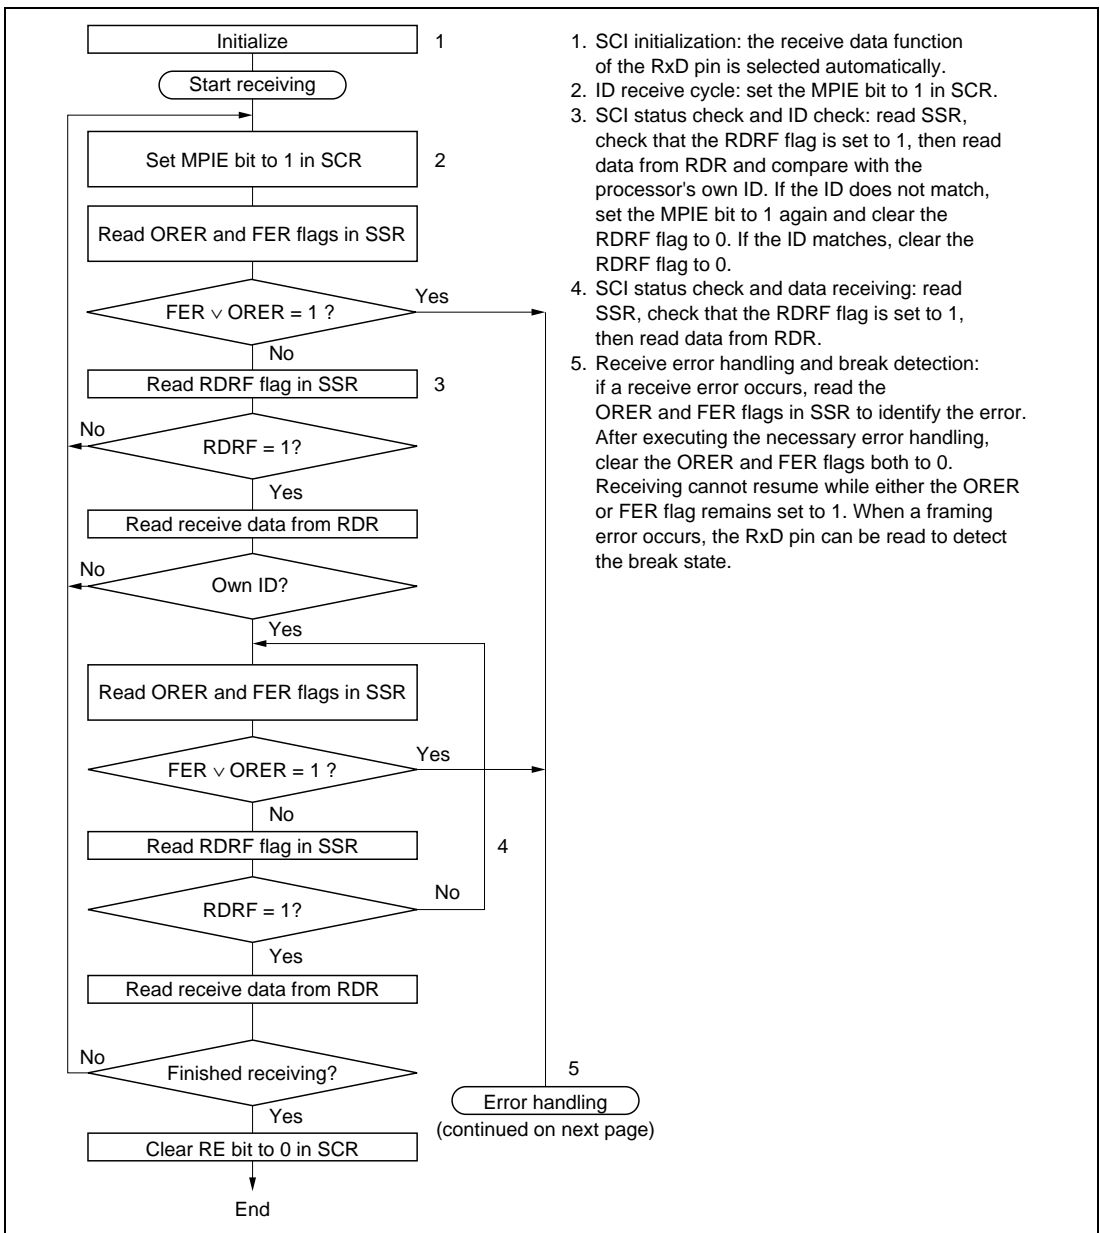 Initialize
1
Start receiving
Set MPIE bit to 1 in SCR
2
Read ORER and FER flags in SSR
FER ∨ ORER = 1 ?
Yes
No
Read RDRF flag in SSR
3
No
RDRF = 1?
Yes
Read receive data from RDR
No
Own ID?
Yes
Read ORER and FER flags in SSR
Yes
FER ∨ ORER = 1 ?
No
Read RDRF flag in SSR
4
No
RDRF = 1?
Yes
Read receive data from RDR
No
Finished receiving?
Yes
Clear RE bit to 0 in SCR
End
5
Error handling
(continued on next page)
1. SCI initialization: the receive data function
of the RxD pin is selected automatically.
2. ID receive cycle: set the MPIE bit to 1 in SCR.
3. SCI status check and ID check: read SSR,
check that the RDRF flag is set to 1, then read
data from RDR and compare with the
processor's own ID. If the ID does not match,
set the MPIE bit to 1 again and clear the
RDRF flag to 0. If the ID matches, clear the
RDRF flag to 0.
4. SCI status check and data receiving: read
SSR, check that the RDRF flag is set to 1,
then read data from RDR.
5. Receive error handling and break detection:
if a receive error occurs, read the
ORER and FER flags in SSR to identify the error.
After executing the necessary error handling,
clear the ORER and FER flags both to 0.
Receiving cannot resume while either the ORER
or FER flag remains set to 1. When a framing
error occurs, the RxD pin can be read to detect
the break state.